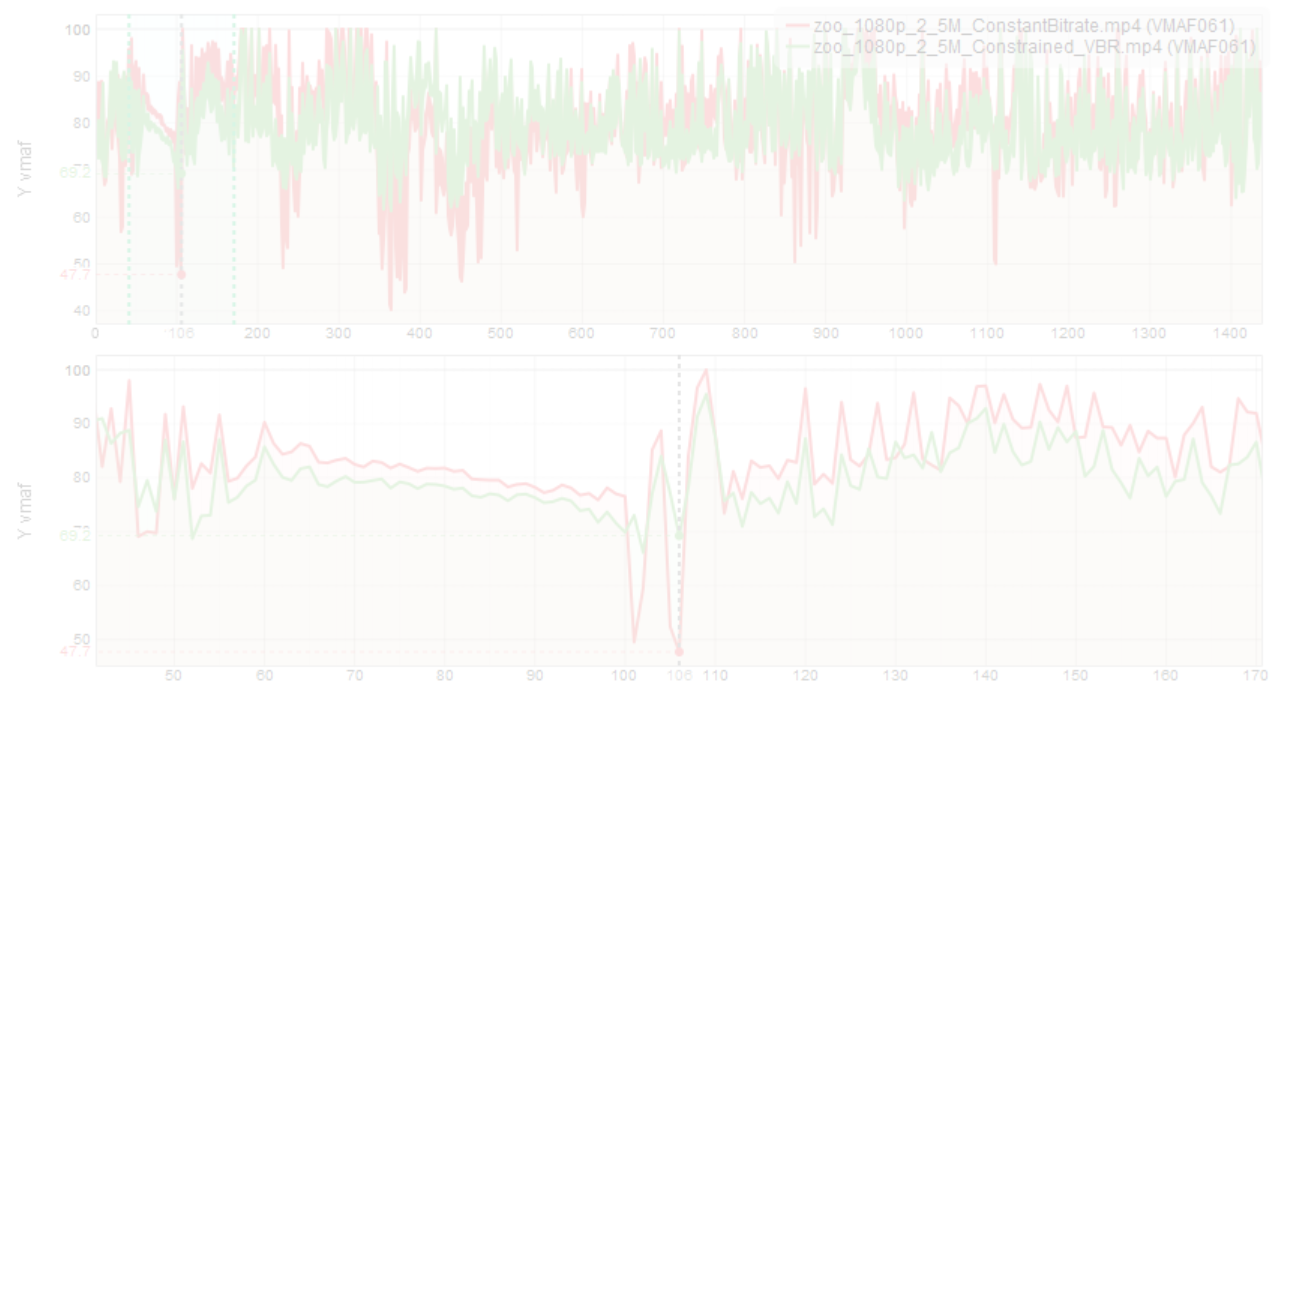 zoo_1080p_2_5M_ConstantBitrate.mp4 (VMAF061)
zoo_1080p_2_5M_Constrained_VBR.mp4 (VMAF061)
Y vmaf
100
90
80
69.2
60
50
47.7
40
0 106 200 300 400 500 600 700 800 900 1000 1100 1200 1300 1400
Y vmaf
100
90
80
69.2
60
50
47.7
50 60 70 80 90 100 106 110 120 130 140 150 160 170